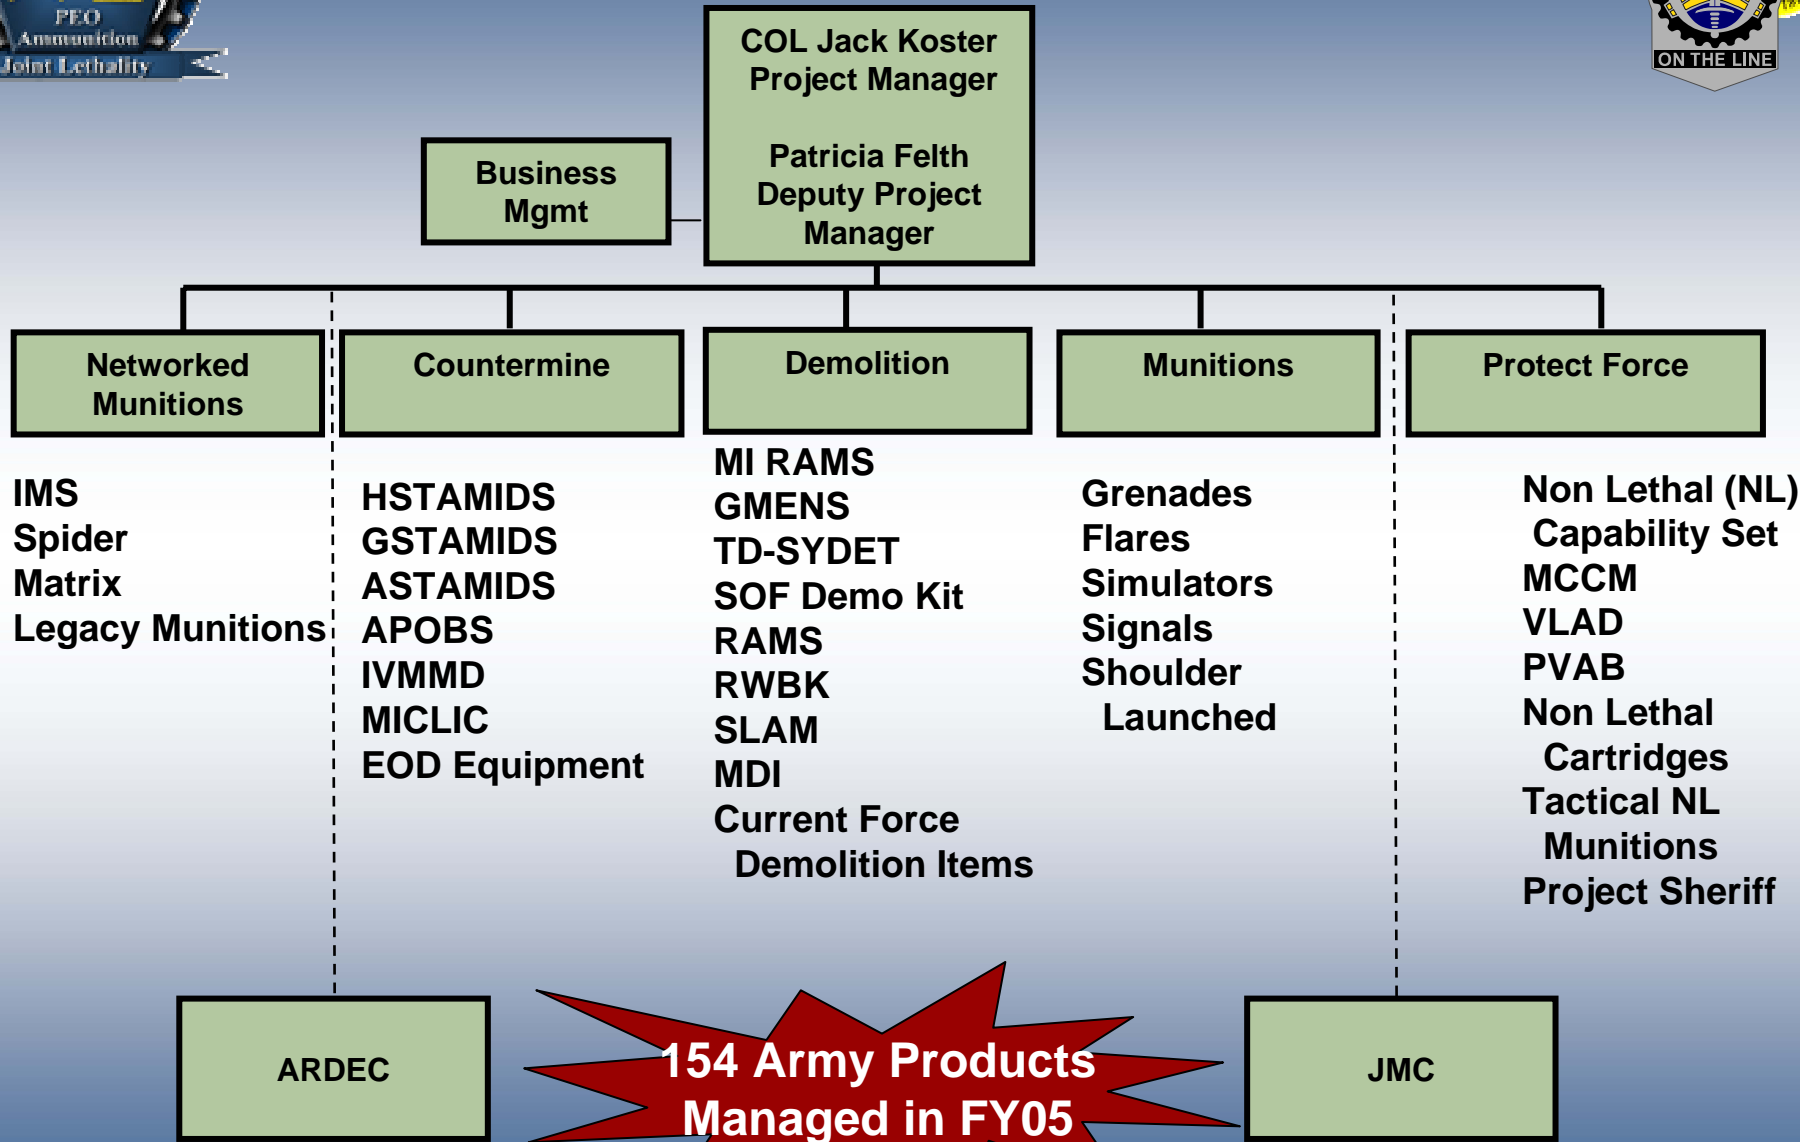 PEO
Ammunition
Joint Lethality
ON THE LINE
COL Jack Koster
Project Manager
Patricia Felth
Deputy Project
Manager
Business
Mgmt
Networked
Munitions
Countermine
Demolition
Munitions
Protect Force
IMS
Spider
Matrix
Legacy Munitions
HSTAMIDS
GSTAMIDS
ASTAMIDS
APOBS
IVMMD
MICLIC
EOD Equipment
MI RAMS
GMENS
TD-SYDET
SOF Demo Kit
RAMS
RWBK
SLAM
MDI
Current Force
Demolition Items
Grenades
Flares
Simulators
Signals
Shoulder
Launched
Non Lethal (NL)
Capability Set
MCCM
VLAD
PVAB
Non Lethal
Cartridges
Tactical NL
Munitions
Project Sheriff
ARDEC
154 Army Products
Managed in FY05
JMC